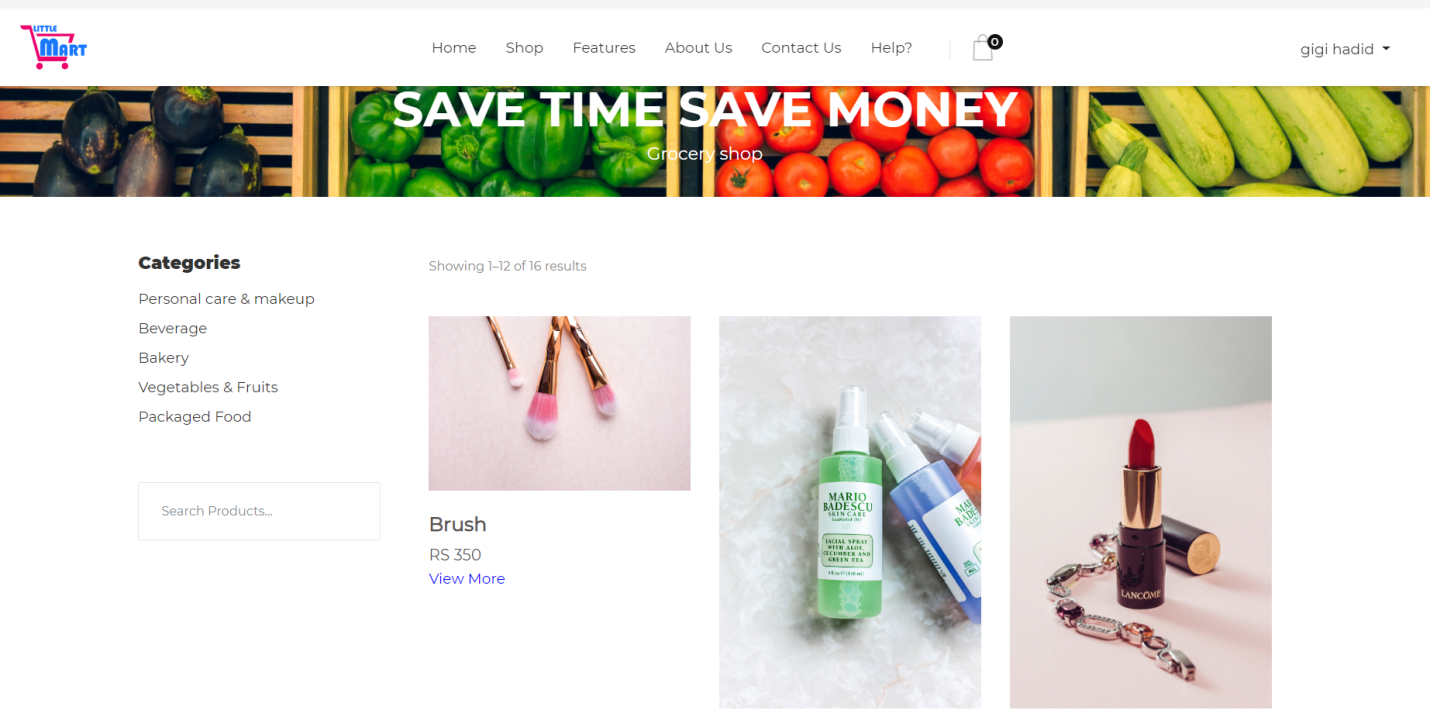 LITTLE
MART
Home Shop Features About Us Contact Us Help? 0 gigi hadid
SAVE TIME SAVE MONEY
Grocery shop
Categories
Personal care & makeup
Beverage
Bakery
Vegetables & Fruits
Packaged Food
Search Products...
Showing 1–12 of 16 results
Brush
RS 350
View More
MARIO
BADESCU
SKIN CARE
FACIAL SPRAY
WITH ALOE,
CUCUMBER AND
GREEN TEA
LANCÔME